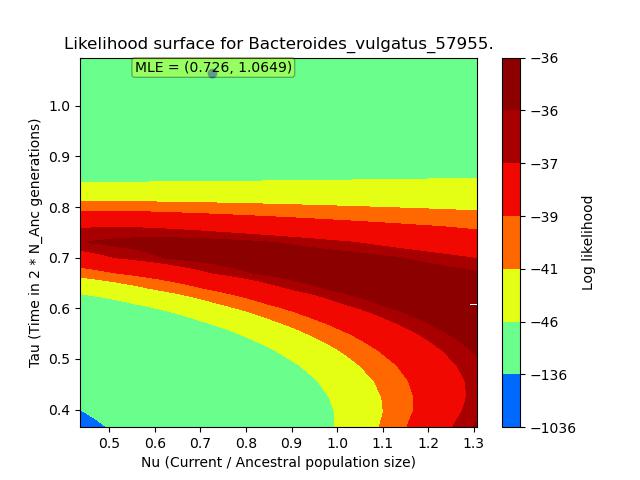 Likelihood surface for Bacteroides_vulgatus_57955.
MLE = (0.726, 1.0649)
Tau (Time in 2 * N_Anc generations)
1.0
0.9
0.8
0.7
0.6
0.5
0.4
0.5 0.6 0.7 0.8 0.9 1.0 1.1 1.2 1.3
Nu (Current / Ancestral population size)
−36
−36
−37
−39
−41
−46
−136
−1036
Log likelihood